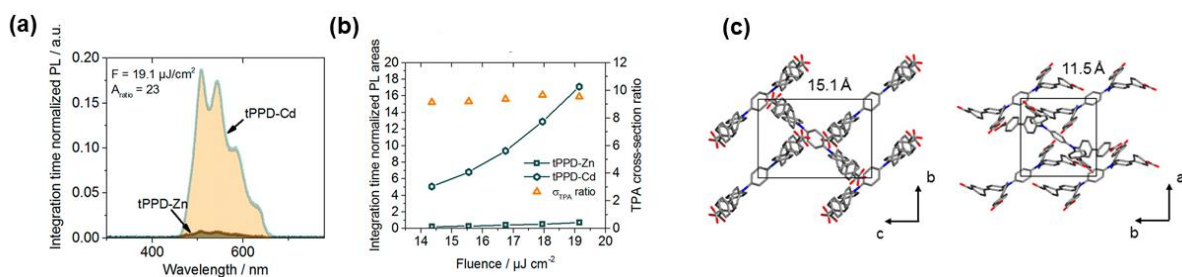 (a)
Integration time normalized PL / a.u.
0.20
0.15
0.10
0.05
0.00
F = 19.1 μJ/cm²
A_ratio = 23
tPPD-Cd
tPPD-Zn
400
600
Wavelength / nm
(b)
Integration time normalized PL areas
20
18
16
14
12
10
8
6
4
2
0
tPPD-Zn
tPPD-Cd
σ_TPA ratio
12
10
8
6
4
2
0
TPA cross-section ratio
14 15 16 17 18 19 20
Fluence / μJ cm⁻²
(c)
15.1 Å
b
c
11.5 Å
a
b